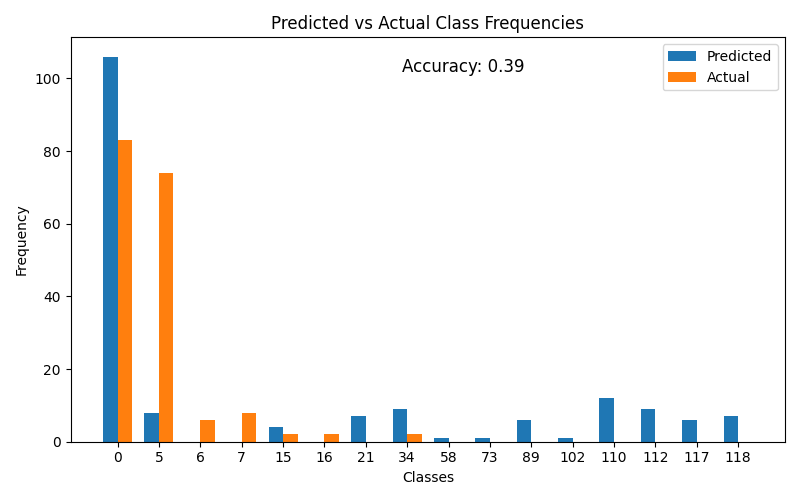 Predicted vs Actual Class Frequencies
Accuracy: 0.39
Predicted
Actual
Frequency
100
80
60
40
20
0
0 5 6 7 15 16 21 34 58 73 89 102 110 112 117 118
Classes